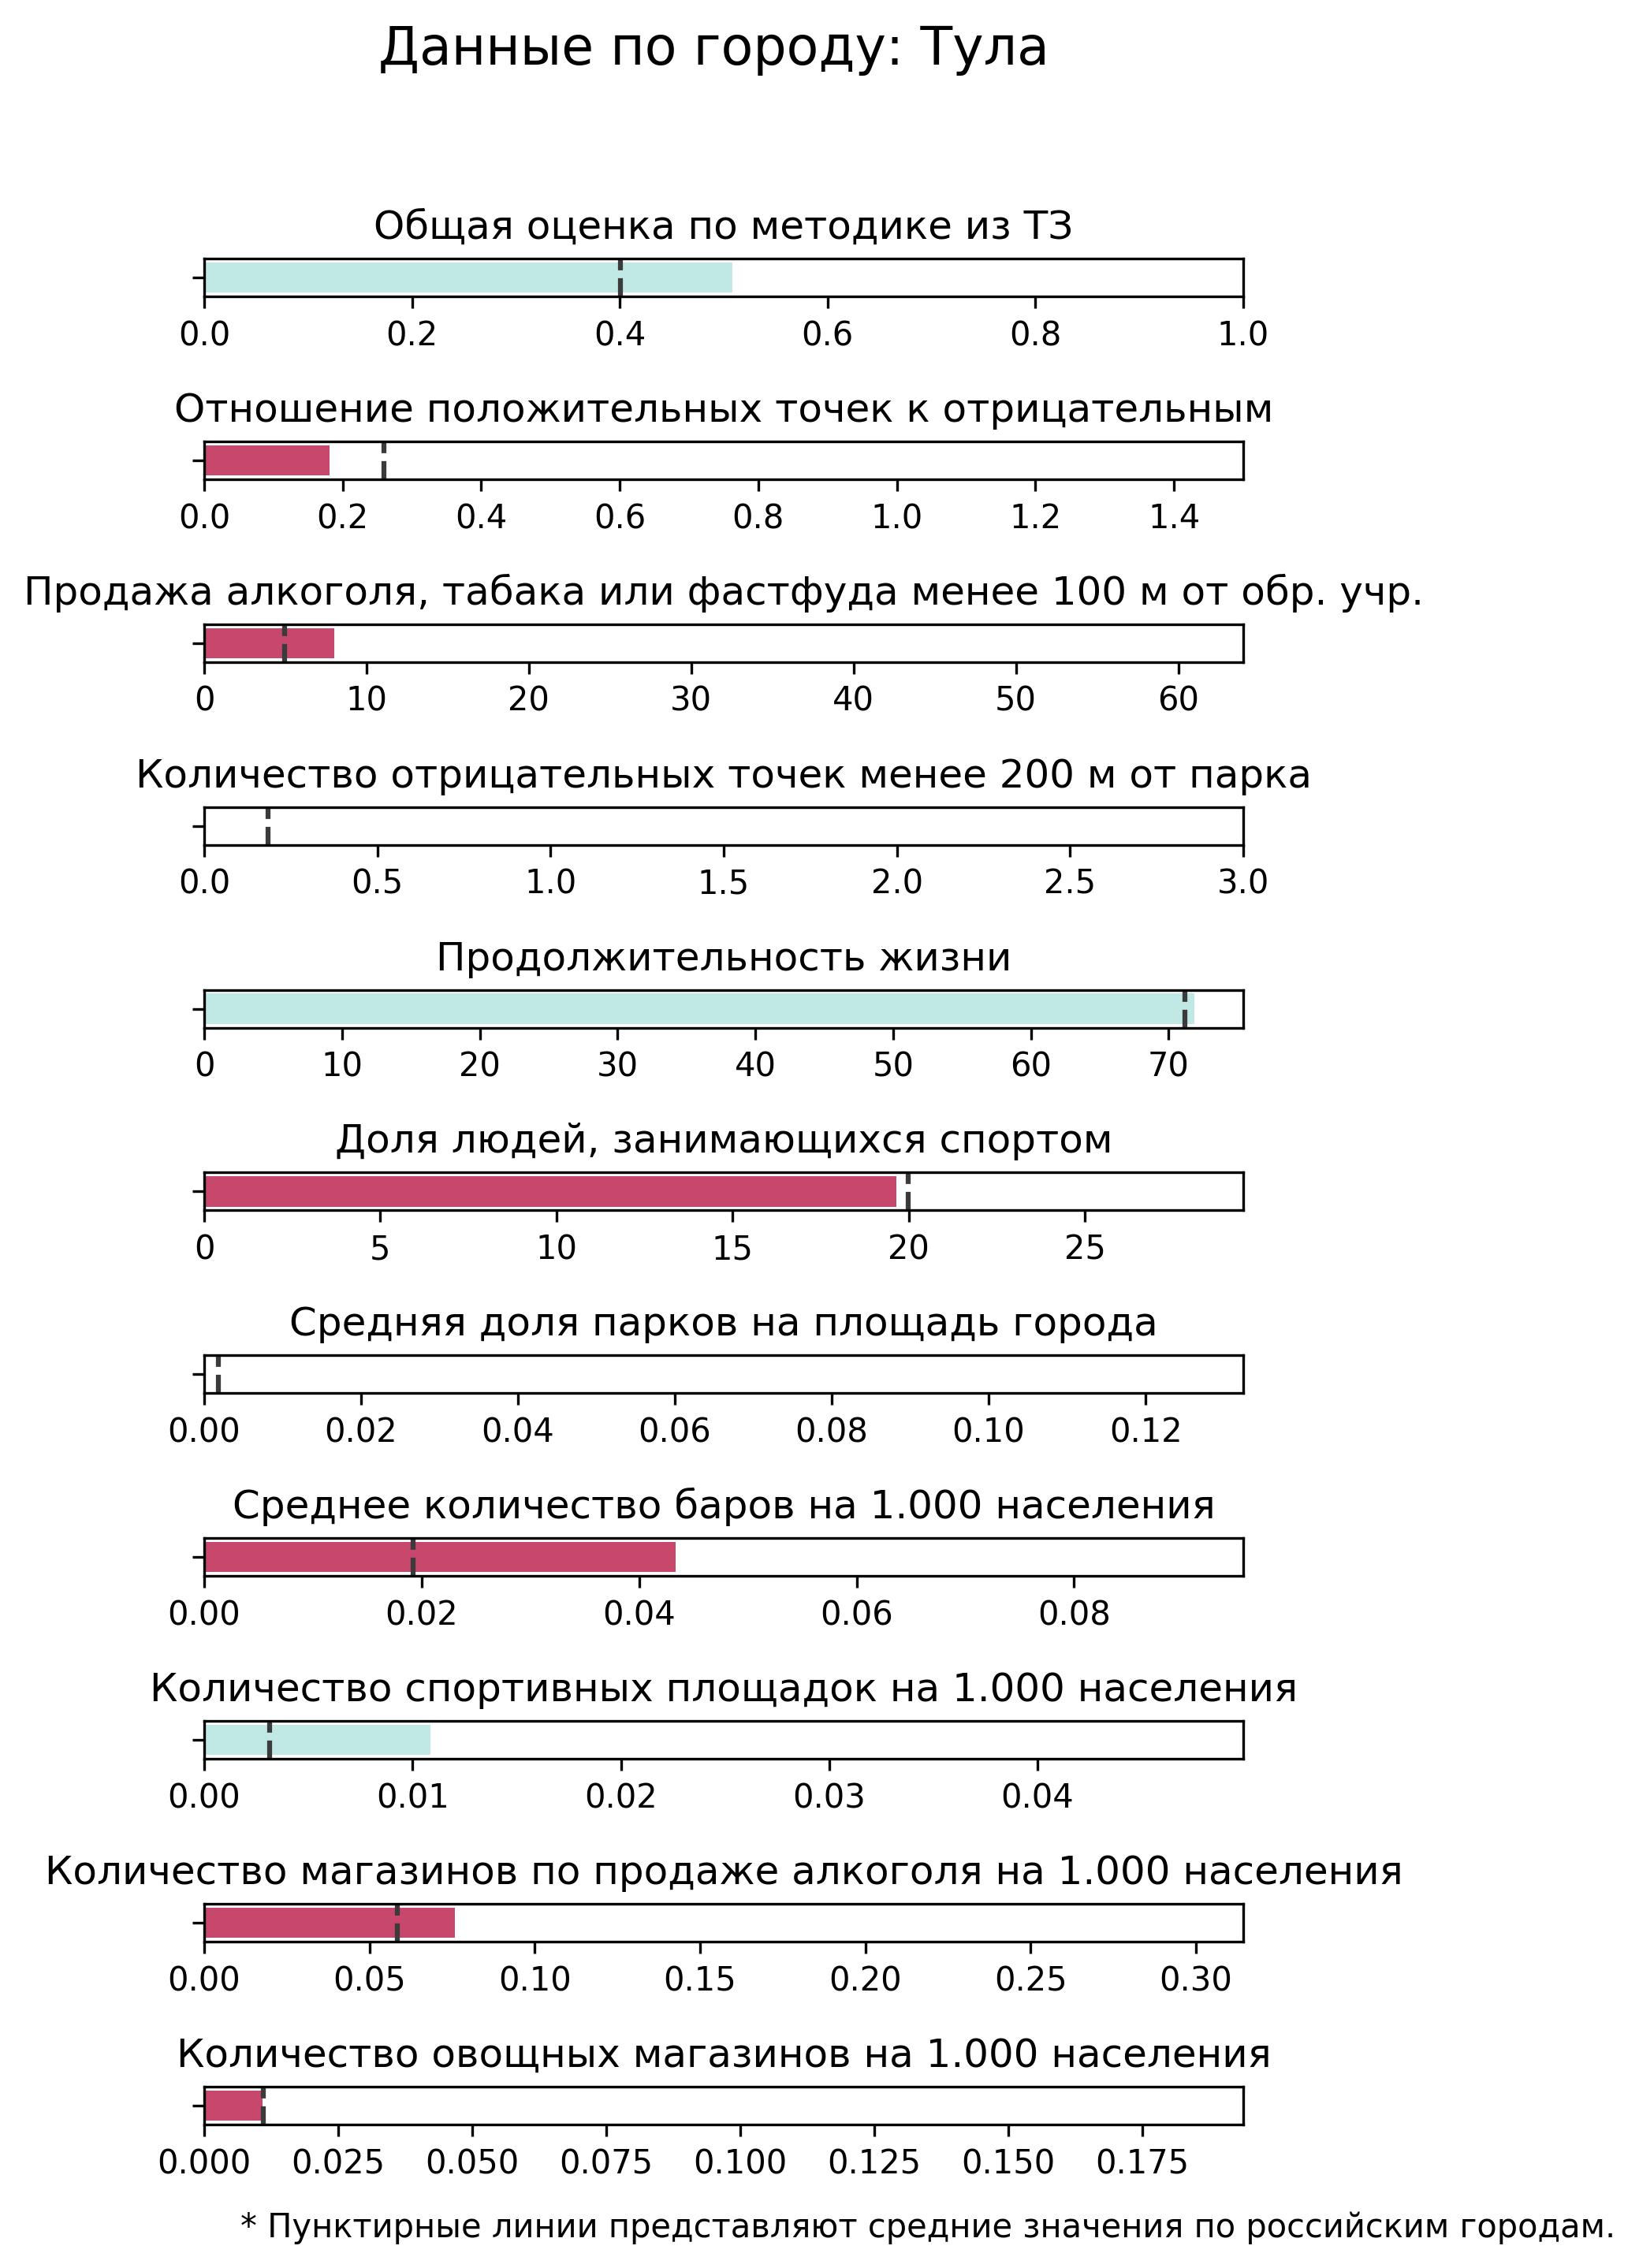 Данные по городу: Тула
Общая оценка по методике из ТЗ
0.0 0.2 0.4 0.6 0.8 1.0
Отношение положительных точек к отрицательным
0.0 0.2 0.4 0.6 0.8 1.0 1.2 1.4
Продажа алкоголя, табака или фастфуда менее 100 м от обр. учр.
0 10 20 30 40 50 60
Количество отрицательных точек менее 200 м от парка
0.0 0.5 1.0 1.5 2.0 2.5 3.0
Продолжительность жизни
0 10 20 30 40 50 60 70
Доля людей, занимающихся спортом
0 5 10 15 20 25
Средняя доля парков на площадь города
0.00 0.02 0.04 0.06 0.08 0.10 0.12
Среднее количество баров на 1.000 населения
0.00 0.02 0.04 0.06 0.08
Количество спортивных площадок на 1.000 населения
0.00 0.01 0.02 0.03 0.04
Количество магазинов по продаже алкоголя на 1.000 населения
0.00 0.05 0.10 0.15 0.20 0.25 0.30
Количество овощных магазинов на 1.000 населения
0.000 0.025 0.050 0.075 0.100 0.125 0.150 0.175
* Пунктирные линии представляют средние значения по российским городам.